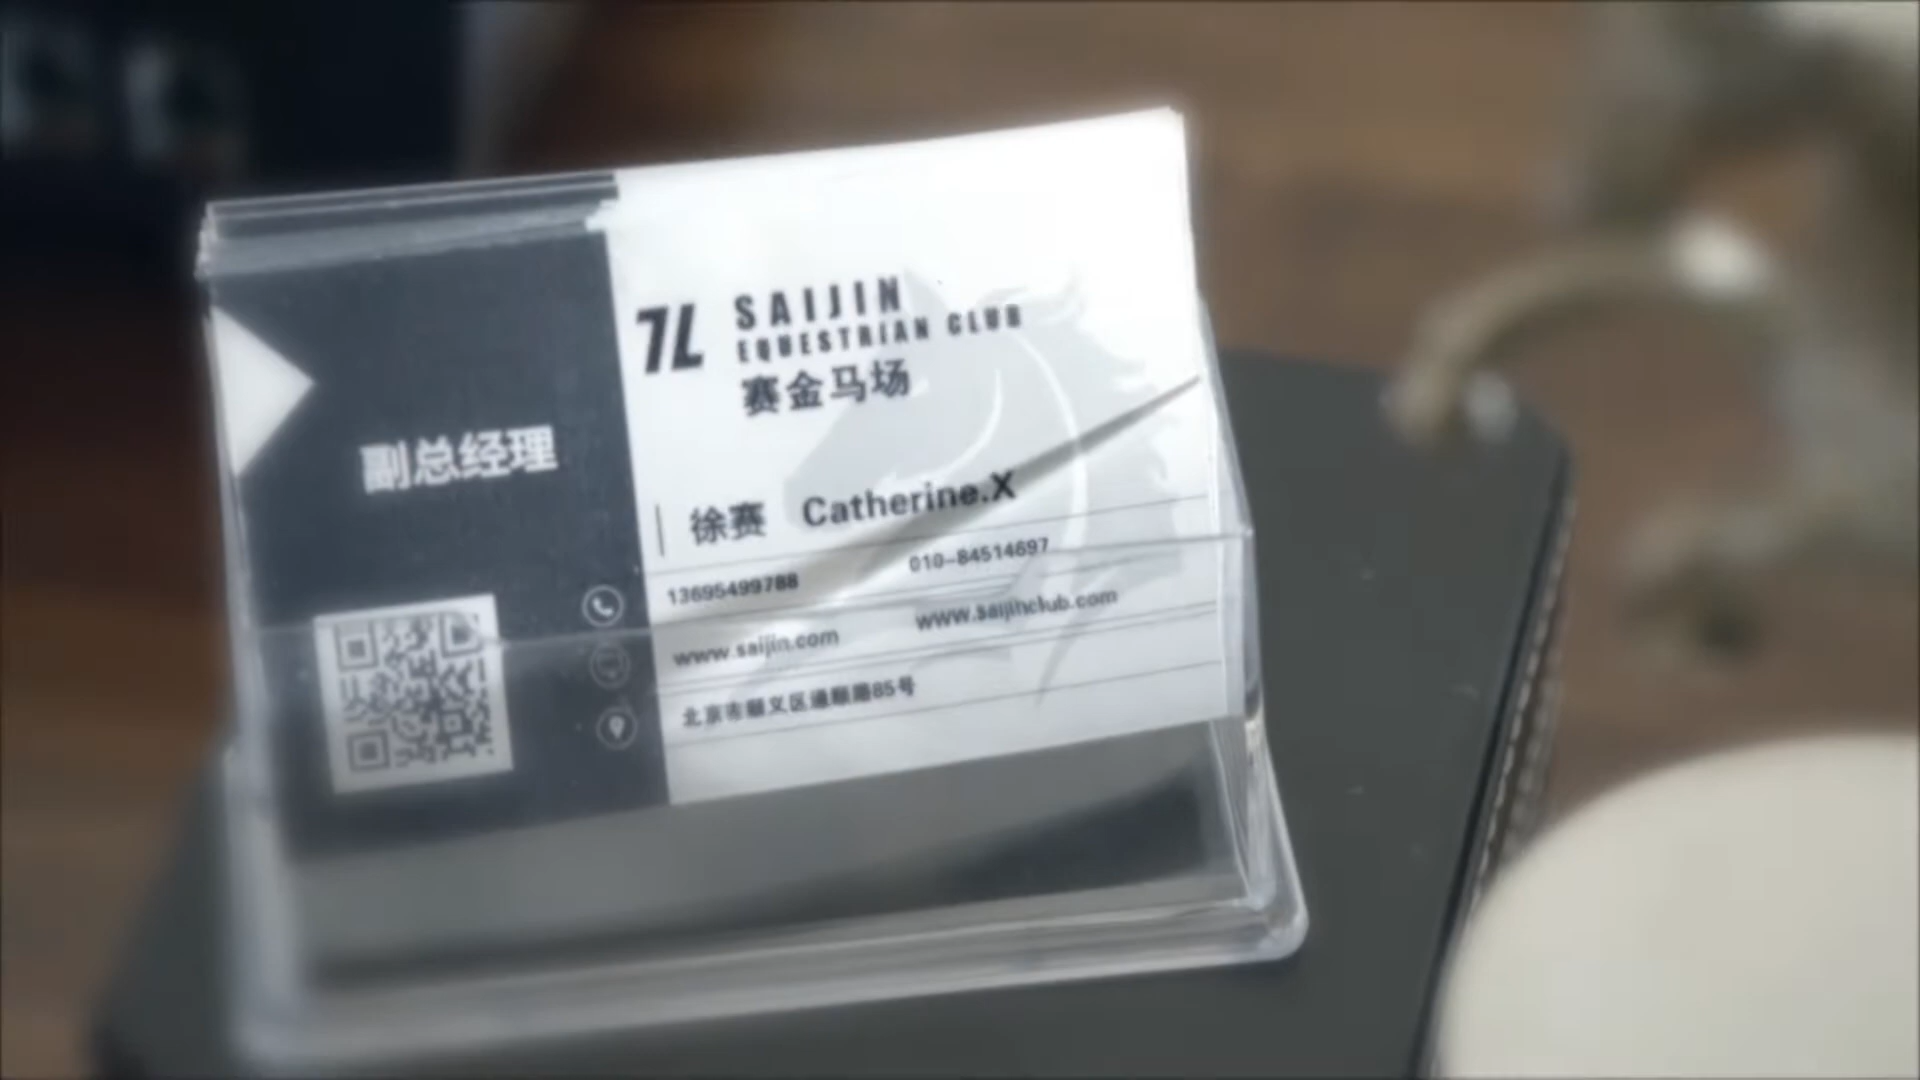 SAIJIN
EQUESTRIAN CLUB
赛金马场
副总经理
徐赛 Catherine.X
13695499788 010-84514697
www.saijin.com www.saijinclub.com
北京市顺义区通顺路85号